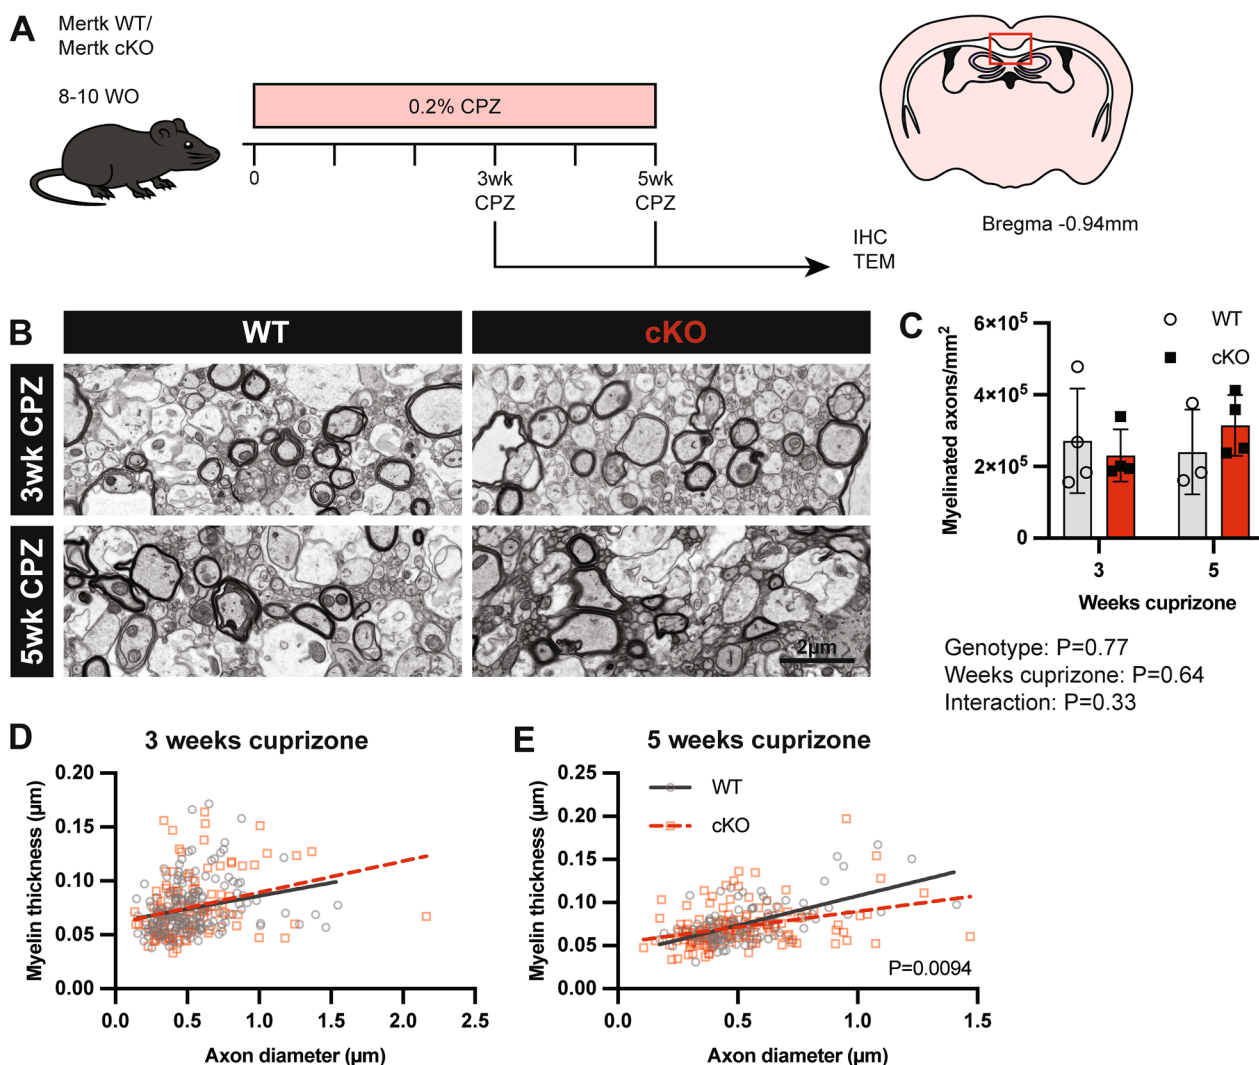 A
Mertk WT/
Mertk cKO
8-10 WO
0.2% CPZ
0
3wk
CPZ
5wk
CPZ
IHC
TEM
Bregma -0.94mm
B
WT
cKO
3wk CPZ
5wk CPZ
2µm
C
Myelinated axons/mm²
6×10⁵
4×10⁵
2×10⁵
0
WT
cKO
3
5
Weeks cuprizone
Genotype: P=0.77
Weeks cuprizone: P=0.64
Interaction: P=0.33
D
3 weeks cuprizone
Myelin thickness (µm)
0.20
0.15
0.10
0.05
0.00
0.0
0.5
1.0
1.5
2.0
2.5
Axon diameter (µm)
E
5 weeks cuprizone
Myelin thickness (µm)
0.25
0.20
0.15
0.10
0.05
0.00
WT
cKO
P=0.0094
0.0
0.5
1.0
1.5
Axon diameter (µm)